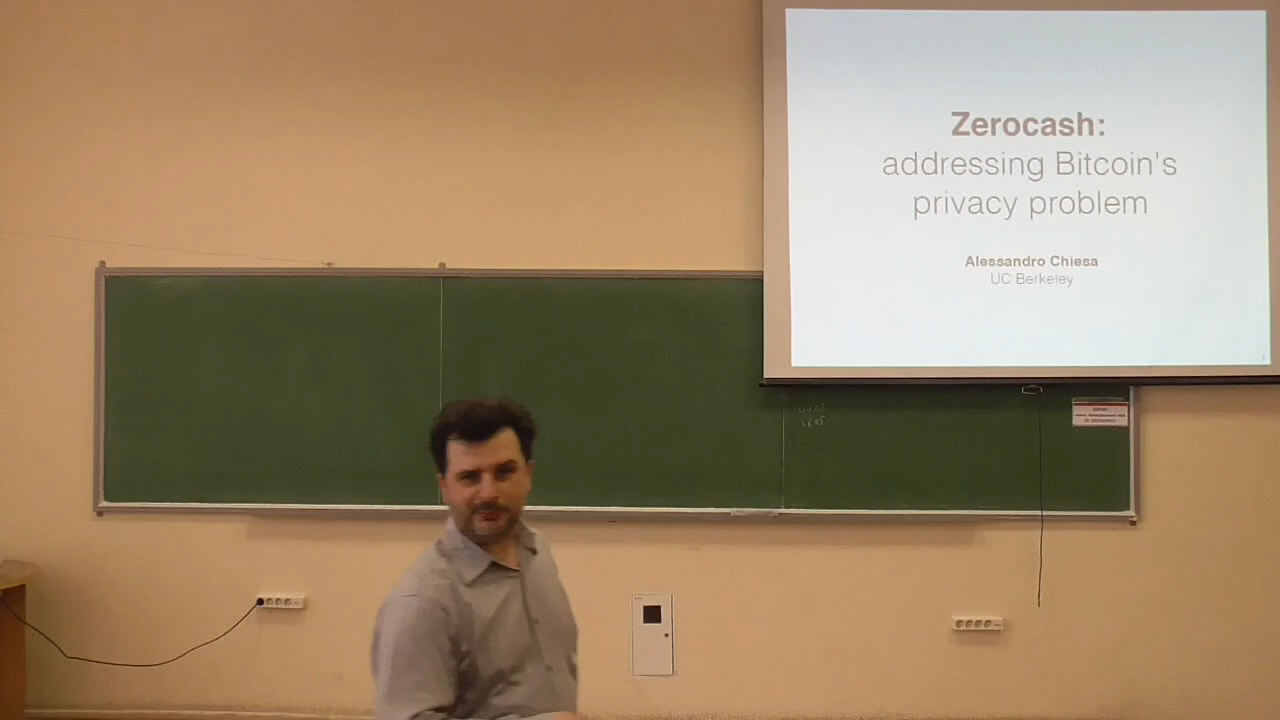 Zerocash:
addressing Bitcoin's
privacy problem
Alessandro Chiesa
UC Berkeley